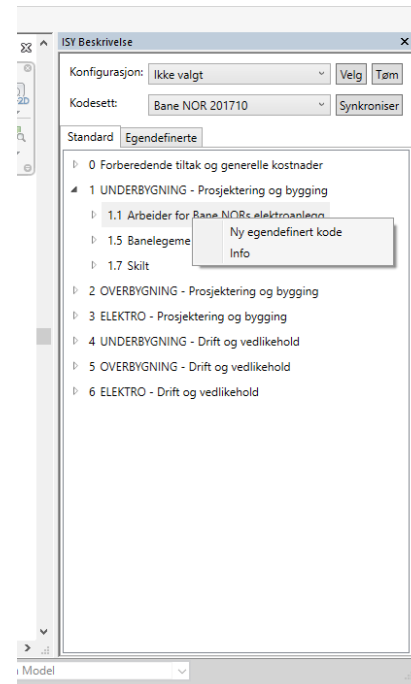 ISY Beskrivelse
Konfigurasjon: Ikke valgt Velg Tøm
Kodesett: Bane NOR 201710 Synkroniser
Standard Egendefinerte
0 Forberedende tiltak og generelle kostnader
1 UNDERBYGNING - Prosjektering og bygging
1.1 Arbeider for Bane NORs elektroanlegg
Ny egendefinert kode
1.5 Banelegeme
Info
1.7 Skilt
2 OVERBYGNING - Prosjektering og bygging
3 ELEKTRO - Prosjektering og bygging
4 UNDERBYGNING - Drift og vedlikehold
5 OVERBYGNING - Drift og vedlikehold
6 ELEKTRO - Drift og vedlikehold
Model